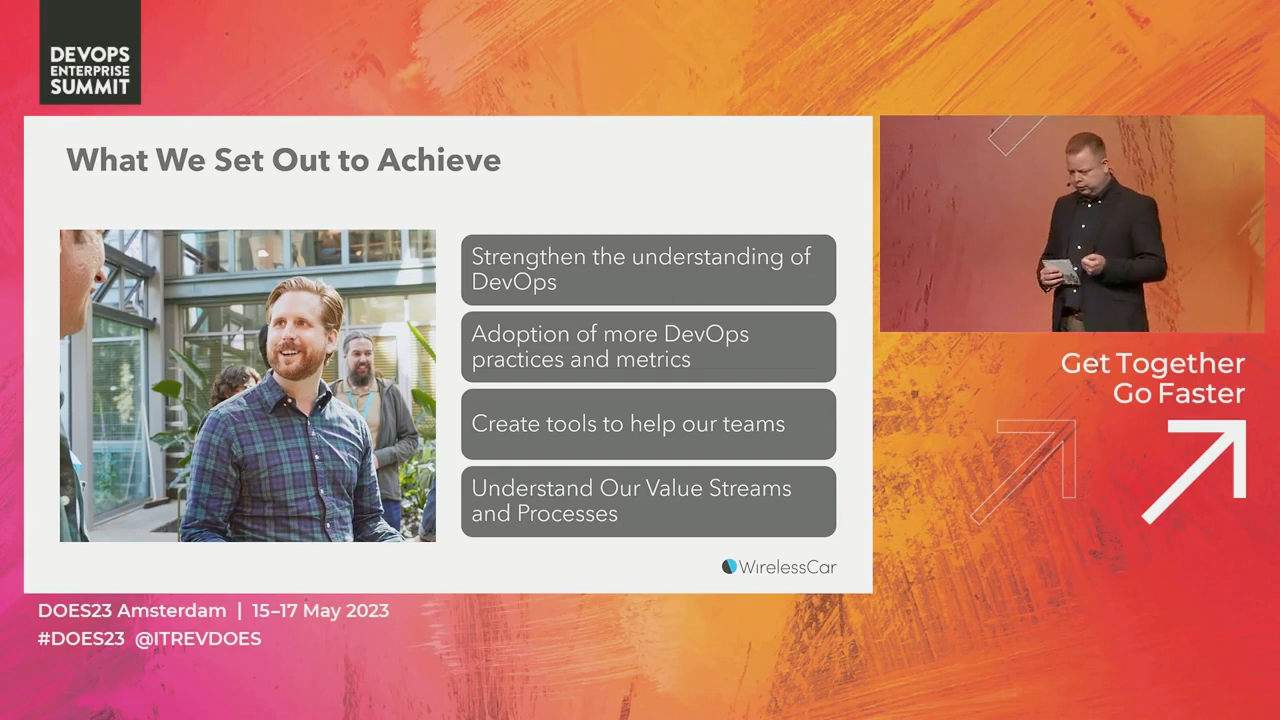 DEVOPS
ENTERPRISE
SUMMIT
What We Set Out to Achieve
Strengthen the understanding of
DevOps
Adoption of more DevOps
practices and metrics
Create tools to help our teams
Understand Our Value Streams
and Processes
WirelessCar
Get Together
Go Faster
DOES23 Amsterdam | 15–17 May 2023
#DOES23 @ITREVDOES